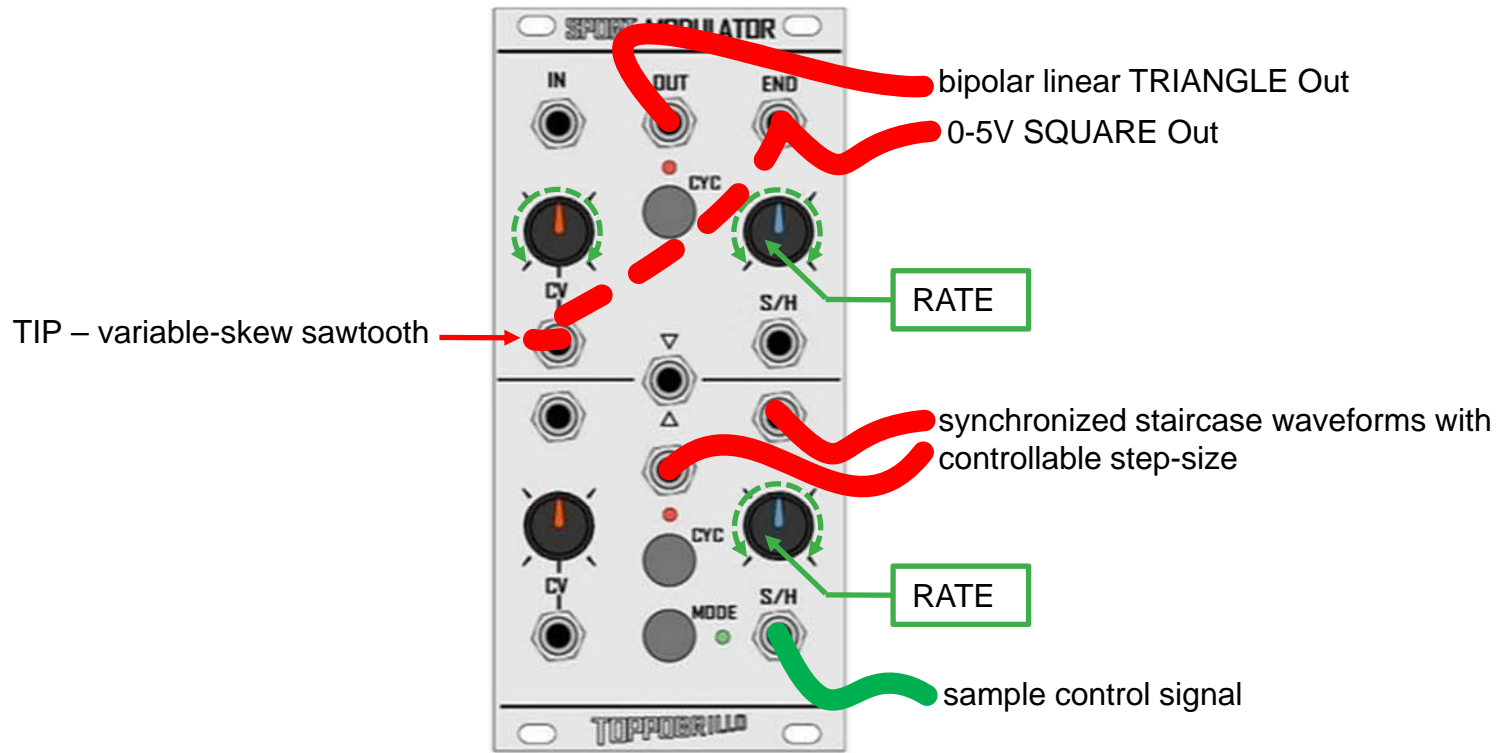 SPORT MODULATOR
IN
OUT
END
bipolar linear TRIANGLE Out
0-5V SQUARE Out
CYC
RATE
CV
S/H
TIP – variable-skew sawtooth
synchronized staircase waveforms with
controllable step-size
CYC
RATE
CV
MODE
S/H
sample control signal
TOPPOBRILLO